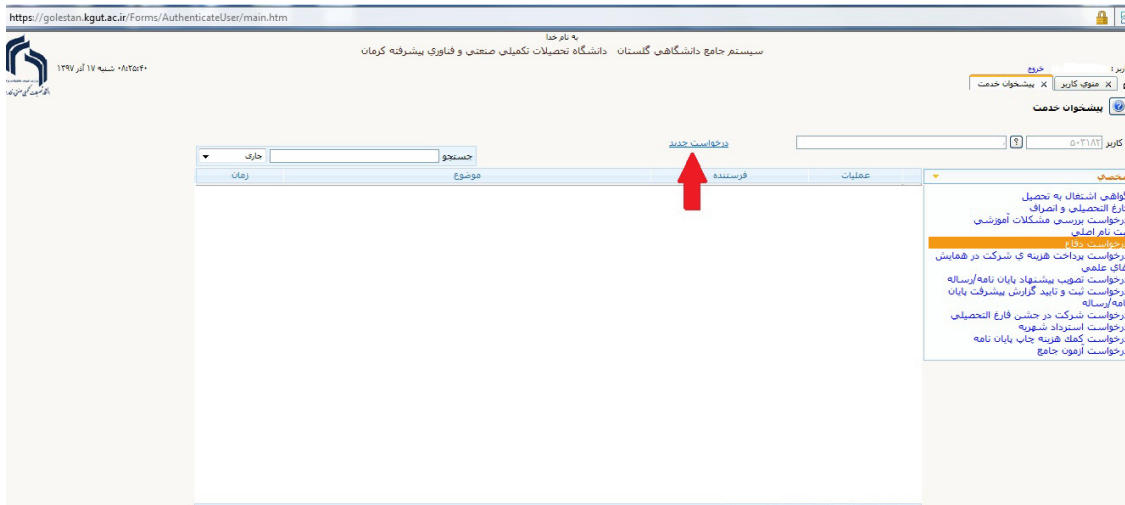 https://golestan.kgut.ac.ir/Forms/AuthenticateUser/main.htm
به نام خدا
سیستم جامع دانشگاهی گلستان دانشگاه تحصیلات تکمیلی صنعتی و فناوری پیشرفته کرمان
۰۸:۲۵:۴۰ شنبه ۱۷ آذر ۱۳۹۷
خروج
منوی کاربر X پیشخوان خدمت X
پیشخوان خدمت
کاربر ۵۰۳۱۸۲ ?
درخواست جدید
جستجو
جاری
عملیات فرستنده موضوع زمان
گواهی اشتغال به تحصیل
فارغ التحصیلی و انصراف
درخواست بررسی مشکلات آموزشی
ثبت نام اصلی
درخواست دفاع
درخواست پرداخت هزینه ي شرکت در همایش
های علمی
درخواست تصویب پیشنهاد پایان نامه/رساله
درخواست ثبت و تایید گزارش پیشرفت پایان
نامه/رساله
درخواست شرکت در جشن فارغ التحصیلی
درخواست استرداد شهریه
درخواست کمك هزینه چاپ پایان نامه
درخواست آزمون جامع